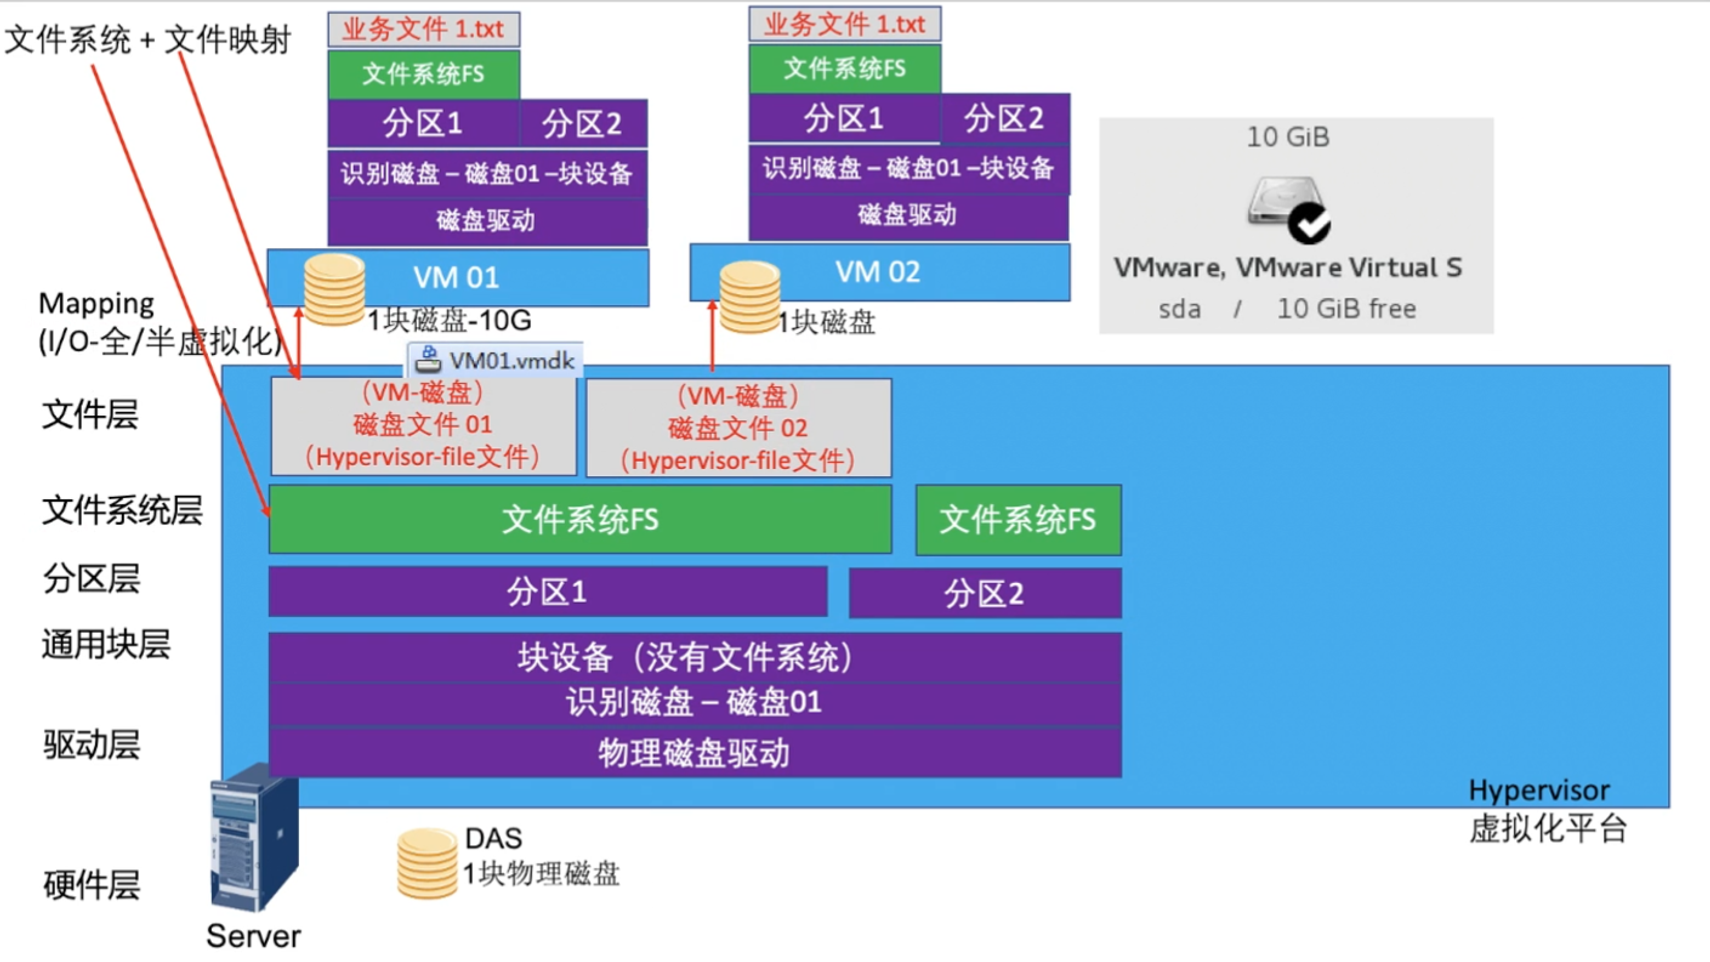 文件系统 + 文件映射
业务文件 1.txt
文件系统FS
分区1
分区2
识别磁盘 – 磁盘01 –块设备
磁盘驱动
VM 01
1块磁盘-10G
业务文件 1.txt
文件系统FS
分区1
分区2
识别磁盘 – 磁盘01 –块设备
磁盘驱动
VM 02
1块磁盘
10 GiB
VMware, VMware Virtual S
sda / 10 GiB free
Mapping
(I/O-全/半虚拟化)
VM01.vmdk
文件层
（VM-磁盘）
磁盘文件 01
（Hypervisor-file文件）
（VM-磁盘）
磁盘文件 02
（Hypervisor-file文件）
文件系统层
文件系统FS
文件系统FS
分区层
分区1
分区2
通用块层
块设备（没有文件系统）
识别磁盘 – 磁盘01
驱动层
物理磁盘驱动
Hypervisor
虚拟化平台
硬件层
DAS
1块物理磁盘
Server